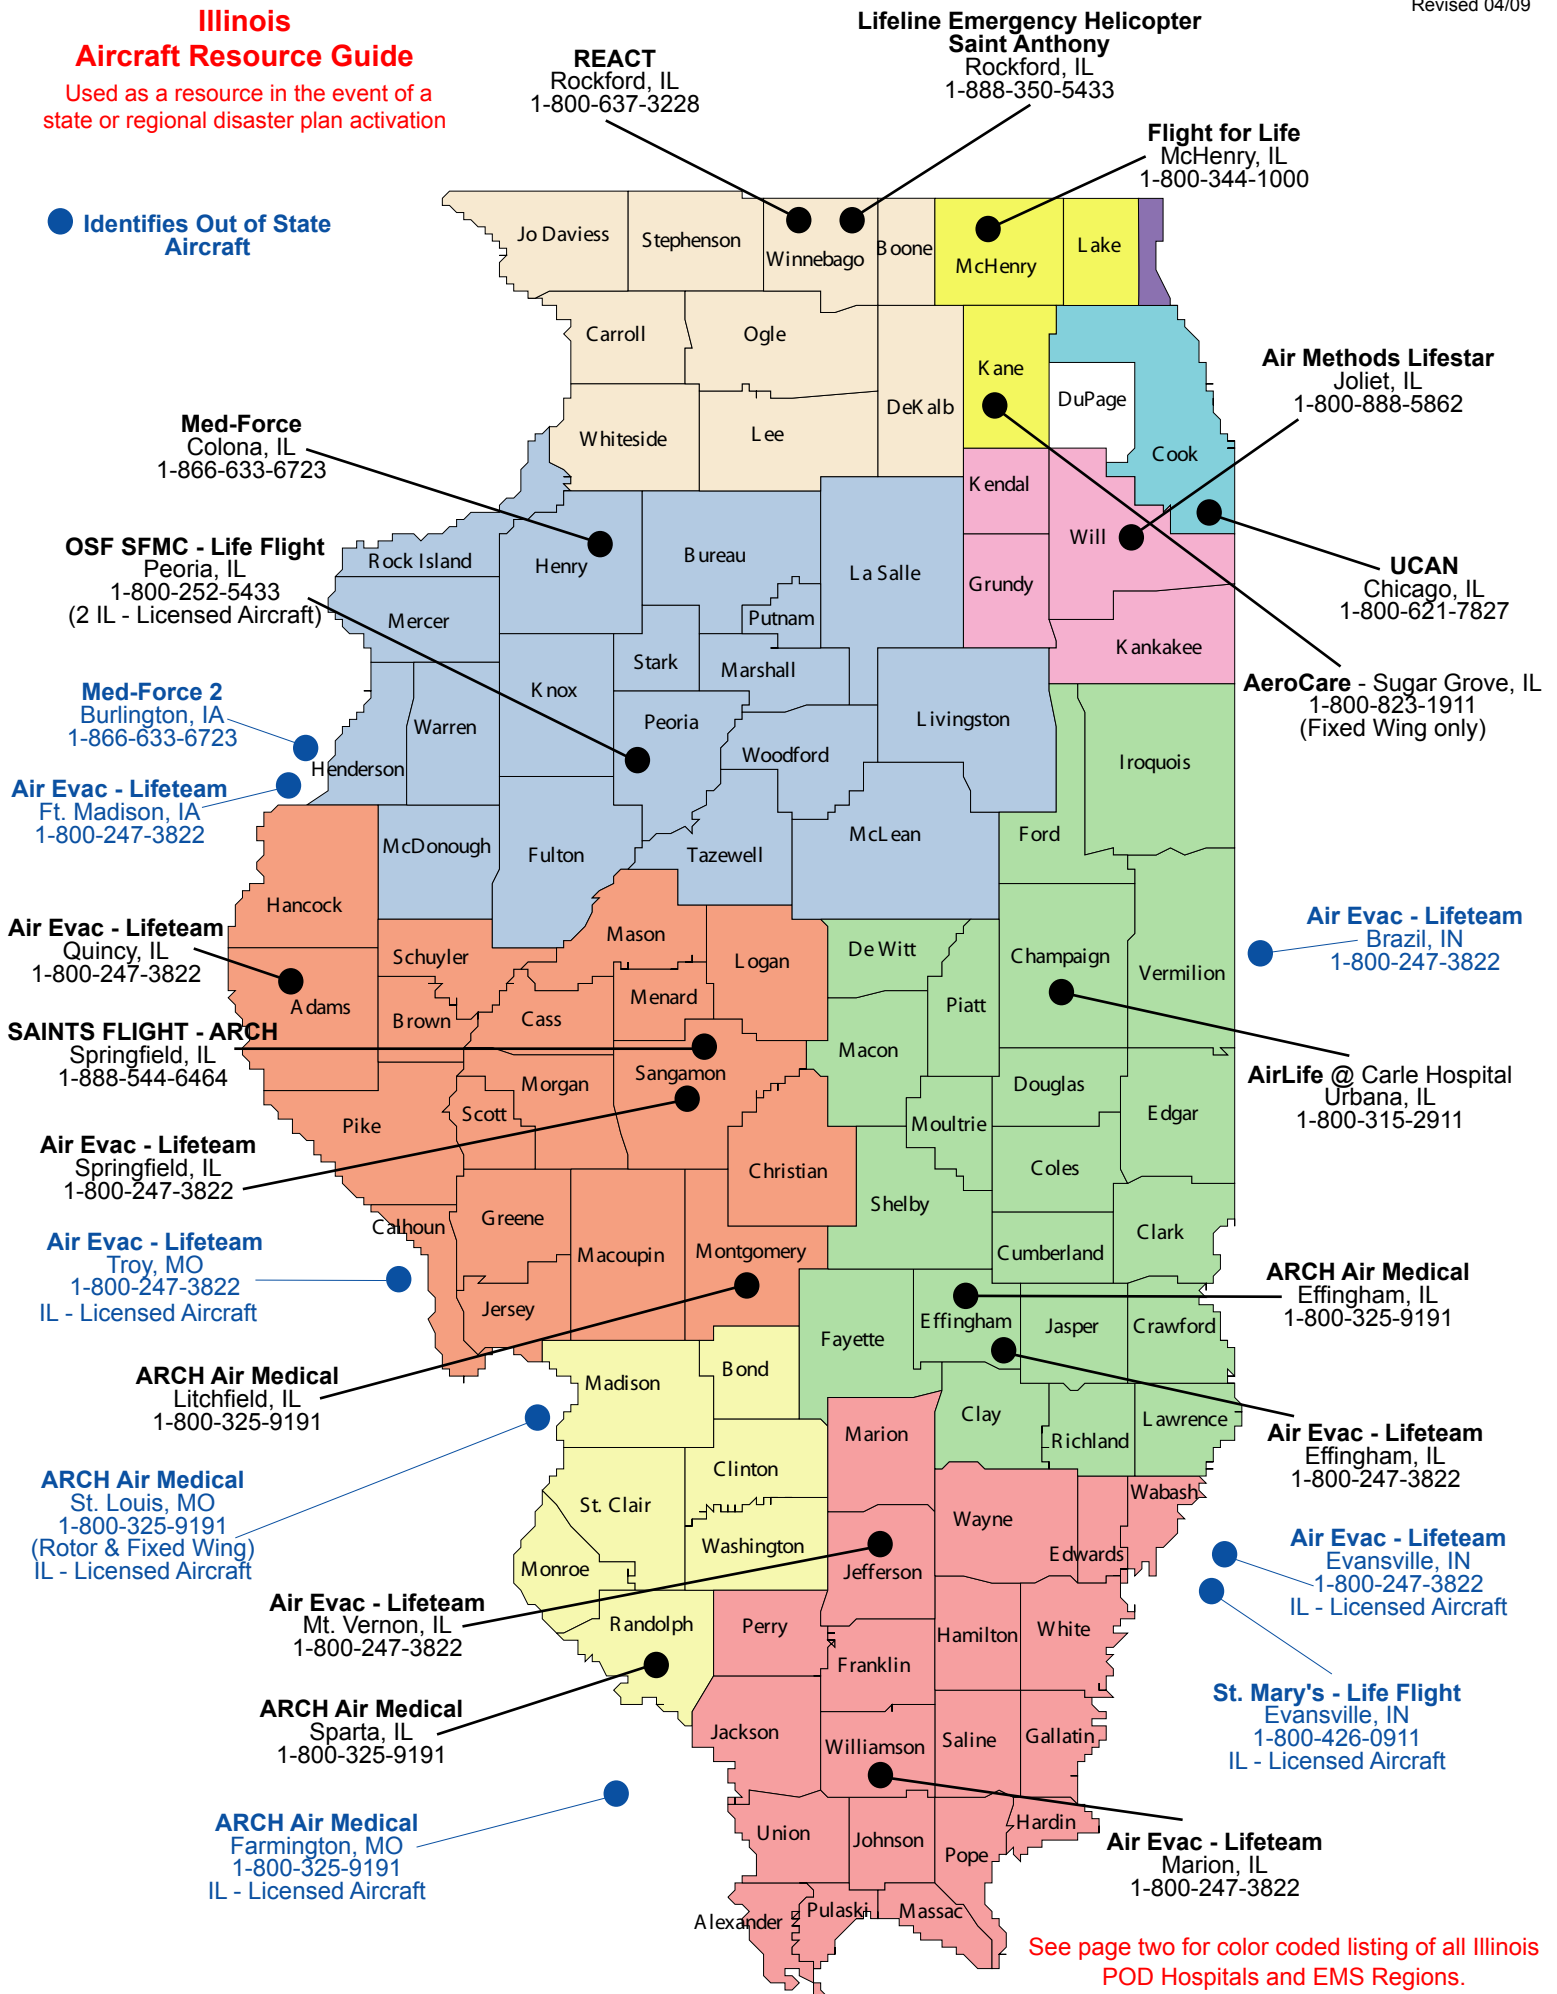 Revised 04/09
Illinois
Aircraft Resource Guide
Used as a resource in the event of a
state or regional disaster plan activation
Identifies Out of State
Aircraft
REACT
Rockford, IL
1-800-637-3228
Lifeline Emergency Helicopter
Saint Anthony
Rockford, IL
1-888-350-5433
Flight for Life
McHenry, IL
1-800-344-1000
Jo Daviess
Stephenson
Winnebago
Boone
McHenry
Lake
Carroll
Ogle
Kane
DuPage
DeKalb
Whiteside
Lee
Cook
Air Methods Lifestar
Joliet, IL
1-800-888-5862
Med-Force
Colona, IL
1-866-633-6723
Kendal
Will
Grundy
Kankakee
OSF SFMC - Life Flight
Peoria, IL
1-800-252-5433
(2 IL - Licensed Aircraft)
Rock Island
Henry
Bureau
La Salle
Mercer
Putnam
Stark
Marshall
Knox
Peoria
Warren
Woodford
Livingston
Henderson
McDonough
Fulton
Tazewell
McLean
UCAN
Chicago, IL
1-800-621-7827
AeroCare - Sugar Grove, IL
1-800-823-1911
(Fixed Wing only)
Med-Force 2
Burlington, IA
1-866-633-6723
Air Evac - Lifeteam
Ft. Madison, IA
1-800-247-3822
Iroquois
Ford
Hancock
Schuyler
Mason
Logan
De Witt
Champaign
Vermilion
Air Evac - Lifeteam
Quincy, IL
1-800-247-3822
Air Evac - Lifeteam
Brazil, IN
1-800-247-3822
Adams
Brown
Cass
Menard
Piatt
Macon
SAINTS FLIGHT - ARCH
Springfield, IL
1-888-544-6464
Morgan
Sangamon
Scott
Pike
Douglas
Moultrie
Edgar
AirLife @ Carle Hospital
Urbana, IL
1-800-315-2911
Air Evac - Lifeteam
Springfield, IL
1-800-247-3822
Christian
Coles
Shelby
Calhoun
Greene
Macoupin
Montgomery
Cumberland
Clark
Jersey
Air Evac - Lifeteam
Troy, MO
1-800-247-3822
IL - Licensed Aircraft
ARCH Air Medical
Effingham, IL
1-800-325-9191
Fayette
Effingham
Jasper
Crawford
ARCH Air Medical
Litchfield, IL
1-800-325-9191
Madison
Bond
Marion
Clay
Richland
Lawrence
Air Evac - Lifeteam
Effingham, IL
1-800-247-3822
ARCH Air Medical
St. Louis, MO
1-800-325-9191
(Rotor & Fixed Wing)
IL - Licensed Aircraft
St. Clair
Clinton
Washington
Wayne
Wabash
Edwards
Monroe
Jefferson
Air Evac - Lifeteam
Evansville, IN
1-800-247-3822
IL - Licensed Aircraft
Air Evac - Lifeteam
Mt. Vernon, IL
1-800-247-3822
Randolph
Perry
Hamilton
White
Franklin
ARCH Air Medical
Sparta, IL
1-800-325-9191
Jackson
Williamson
Saline
Gallatin
St. Mary's - Life Flight
Evansville, IN
1-800-426-0911
IL - Licensed Aircraft
ARCH Air Medical
Farmington, MO
1-800-325-9191
IL - Licensed Aircraft
Union
Johnson
Pope
Hardin
Air Evac - Lifeteam
Marion, IL
1-800-247-3822
Alexander
Pulaski
Massac
See page two for color coded listing of all Illinois
POD Hospitals and EMS Regions.